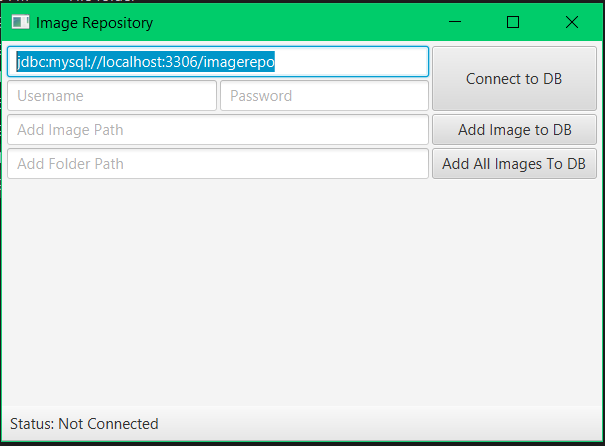 Image Repository
jdbc:mysql://localhost:3306/imagerepo
Connect to DB
Username
Password
Add Image Path
Add Image to DB
Add Folder Path
Add All Images To DB
Status: Not Connected